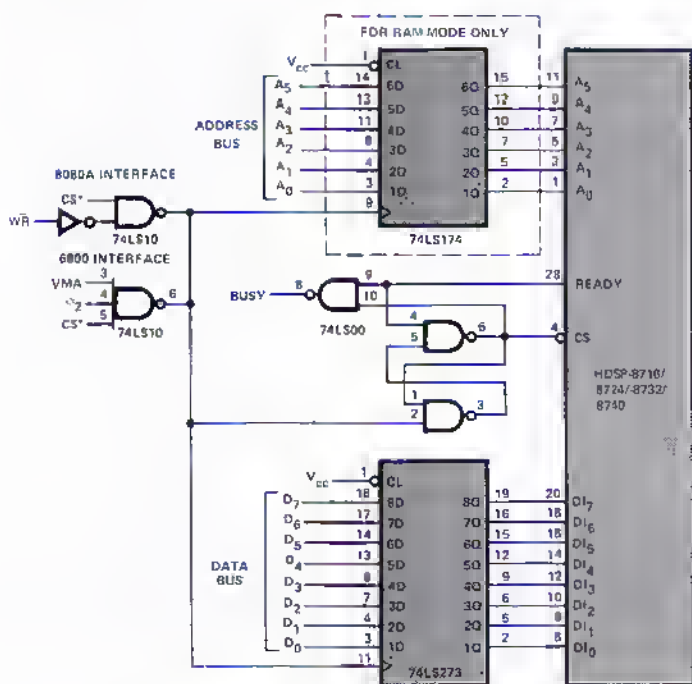 FOR RAM MODE ONLY
VCC 1 CL
A5 14 6D 6Q 15 11 A5
A4 13 5D 5Q 12 9 A4
A3 11 4D 4Q 10 7 A3
A2 6 3D 3Q 7 5 A2
A1 4 2D 2Q 5 3 A1
A0 3 1D 1Q 2 1 A0
9
ADDRESS
BUS
74LS174
8080A INTERFACE
CS*
WR
74LS10
6800 INTERFACE
VMA 3
2 4 6
CS* 5
74LS10
BUSY 8 9 28 READY
10
74LS00
4 6 4 CS
5
1 3
2
HDSP-8716/
8724/-8732/
8740
VCC 1 CL
D7 18 8D 8Q 19 20 DI7
D6 17 7D 7Q 16 18 DI6
D5 14 6D 6Q 15 16 DI5
D4 13 5D 5Q 12 14 DI4
D3 8 4D 4Q 9 12 DI3
D2 7 3D 3Q 6 10 DI2
D1 4 2D 2Q 5 DI1
D0 3 1D 1Q 2 DI0
11
DATA
BUS
74LS273